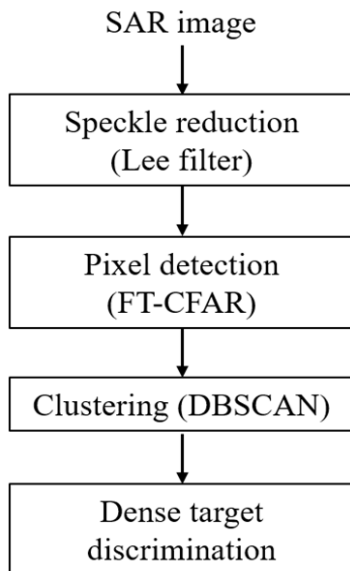 SAR image
Speckle reduction
(Lee filter)
Pixel detection
(FT-CFAR)
Clustering (DBSCAN)
Dense target
discrimination